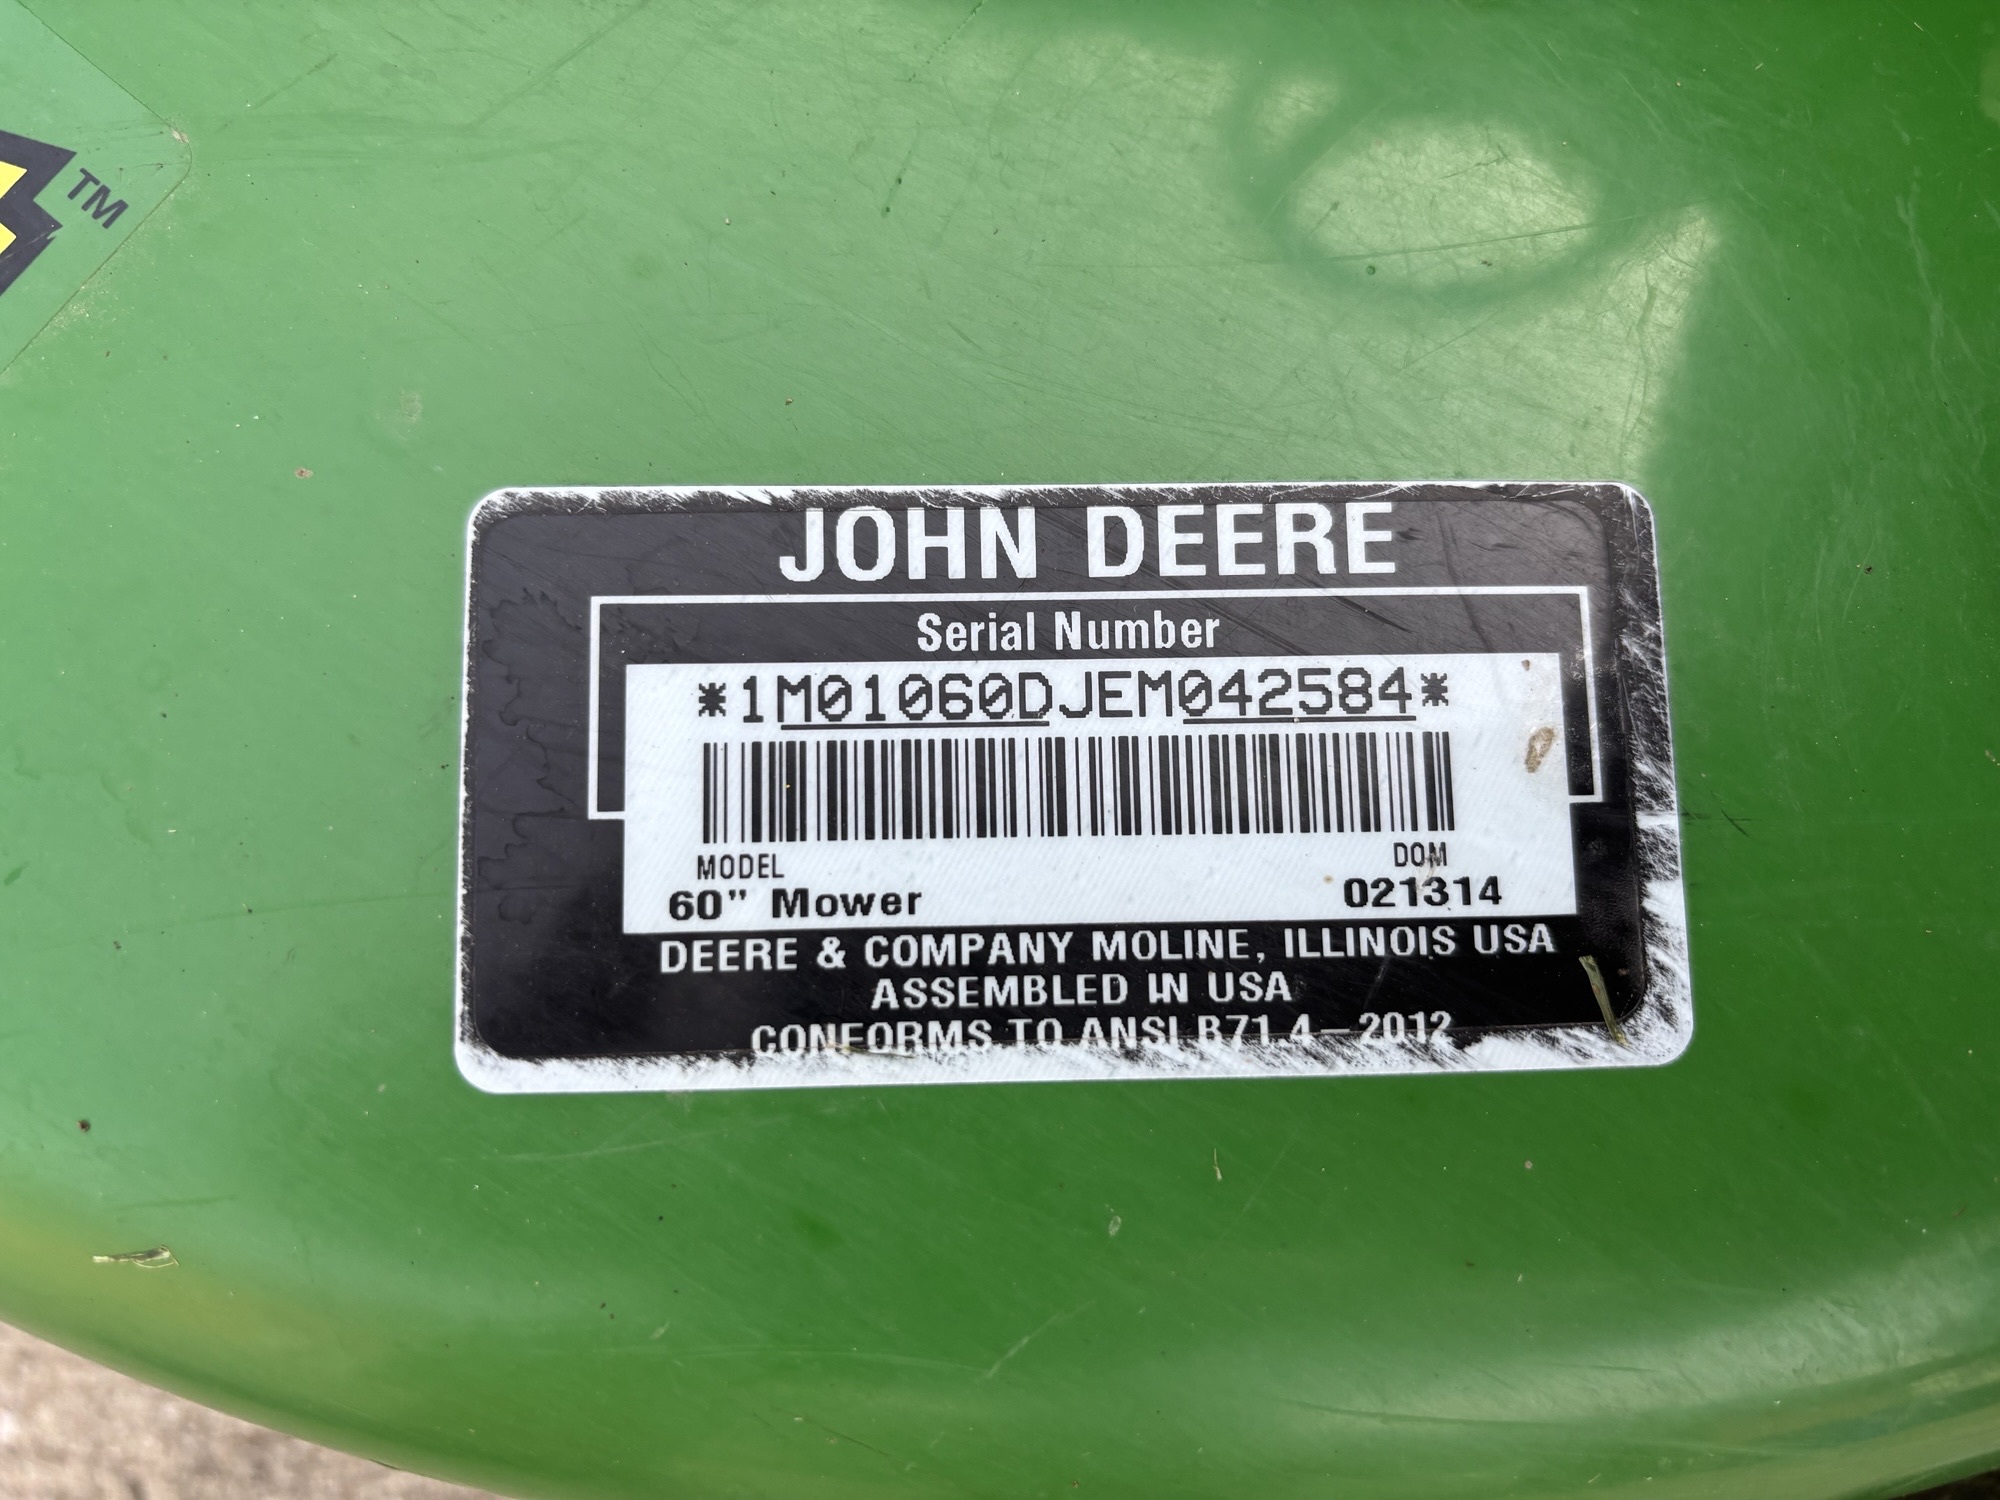 TM
JOHN DEERE
Serial Number
*1M01060DJEM042584*
MODEL DOM
60" Mower 021314
DEERE & COMPANY MOLINE, ILLINOIS USA
ASSEMBLED IN USA
CONFORMS TO ANSI B71.4-2012